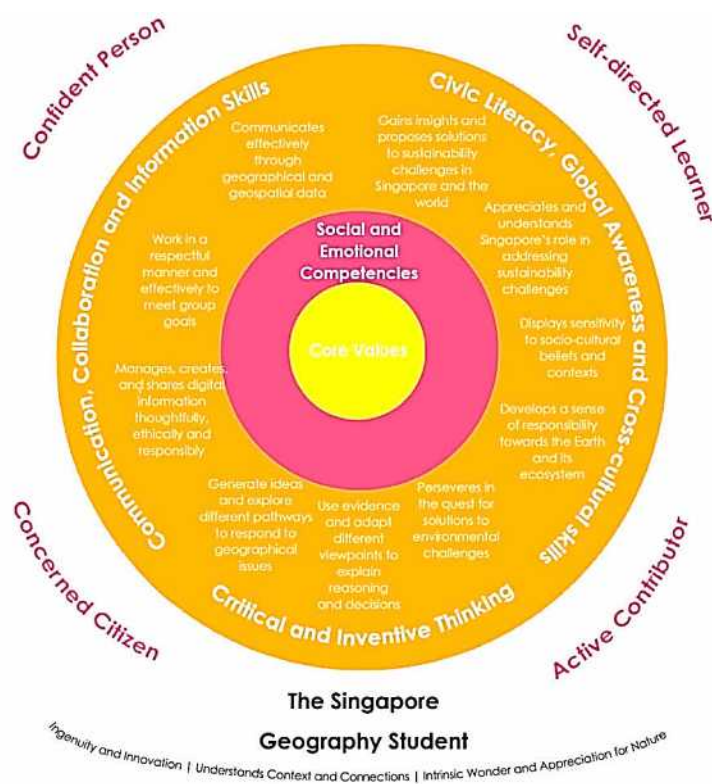 Confident Person
Self-directed Learner
Communication, Collaboration and Information Skills
Civic Literacy, Global Awareness and Cross-cultural skills
Communicates
effectively
through
geographical and
geospatial data
Gains insights and
proposes solutions
to sustainability
challenges in
Singapore and the
world
Appreciates and
understands
Singapore's role in
addressing
sustainability
challenges
Social and
Emotional
Competencies
Work in a
respectful
manner and
effectively to
meet group
goals
Core Values
Displays sensitivity
to socio-cultural
beliefs and
contexts
Manages, creates,
and shares digital
information
thoughtfully,
ethically and
responsibly
Develops a sense
of responsibility
towards the Earth
and its
ecosystem
Generate ideas
and explore
different pathways
to respond to
geographical
issues
Use evidence
and adapt
different
viewpoints to
explain
reasoning
and decisions
Perseveres in
the quest for
solutions to
environmental
challenges
Crritical and Inventive Thinking
Concerned Citizen
Active Contributor
The Singapore
Geography Student
Ingenuity and Innovation | Understands Context and Connections | Intrinsic Wonder and Appreciation for Nature